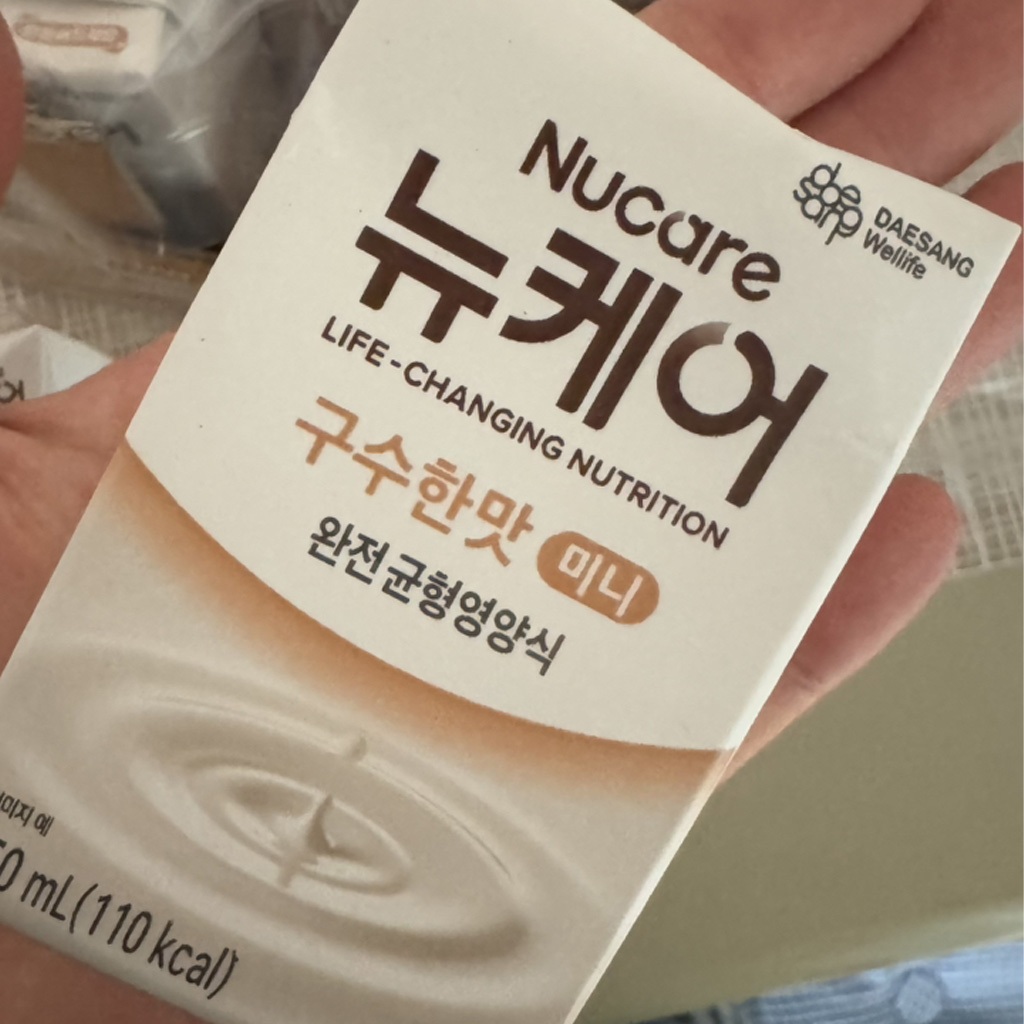 Nucare
뉴케어
LIFE-CHANGING NUTRITION
구수한맛 미니
완전균형영양식
DAESANG
Wellife
0 mL(110 kcal)